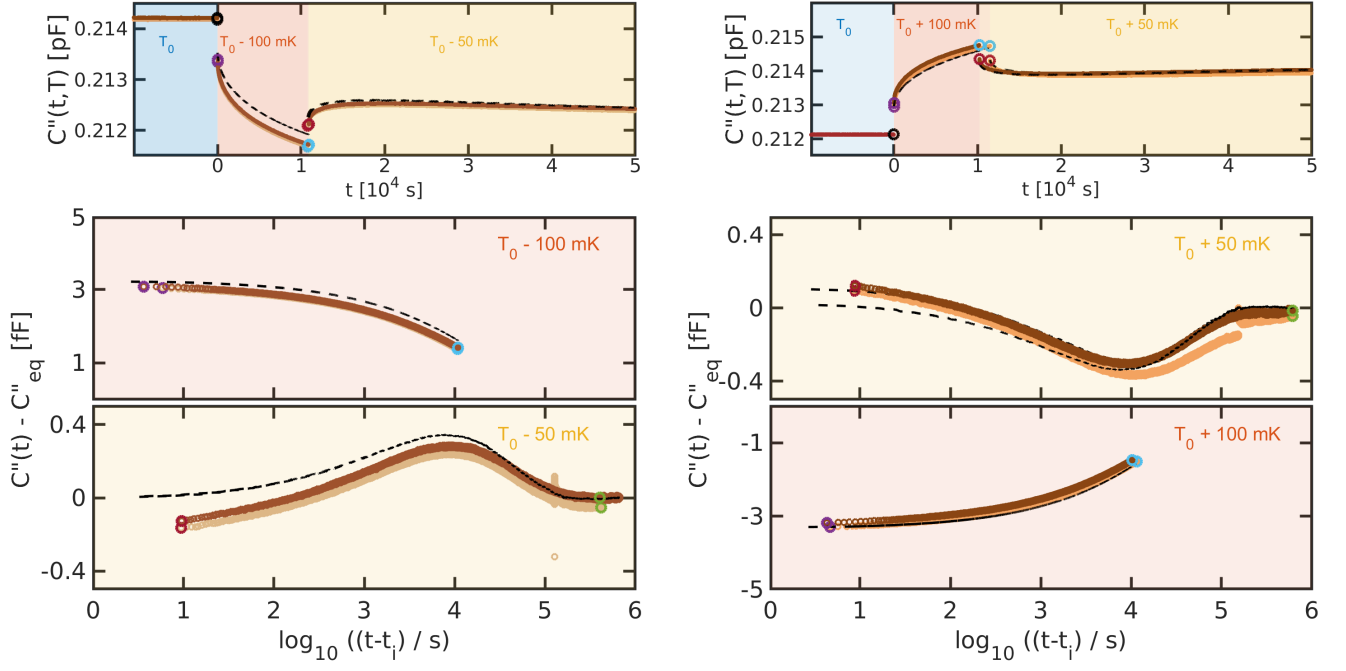 C"(t,T) [pF]
0.214
0.213
0.212
T0
T0 - 100 mK
T0 - 50 mK
0
1
2
3
4
5
t [10^4 s]
C"(t,T) [pF]
0.215
0.214
0.213
0.212
T0
T0 + 100 mK
T0 + 50 mK
0
1
2
3
4
5
t [10^4 s]
C"(t) - C"eq [fF]
5
3
1
T0 - 100 mK
0.4
0
-0.4
T0 - 50 mK
0
1
2
3
4
5
6
log10 ((t-ti) / s)
C"(t) - C"eq [fF]
0.4
0
-0.4
T0 + 50 mK
-1
-3
-5
T0 + 100 mK
0
1
2
3
4
5
6
log10 ((t-ti) / s)